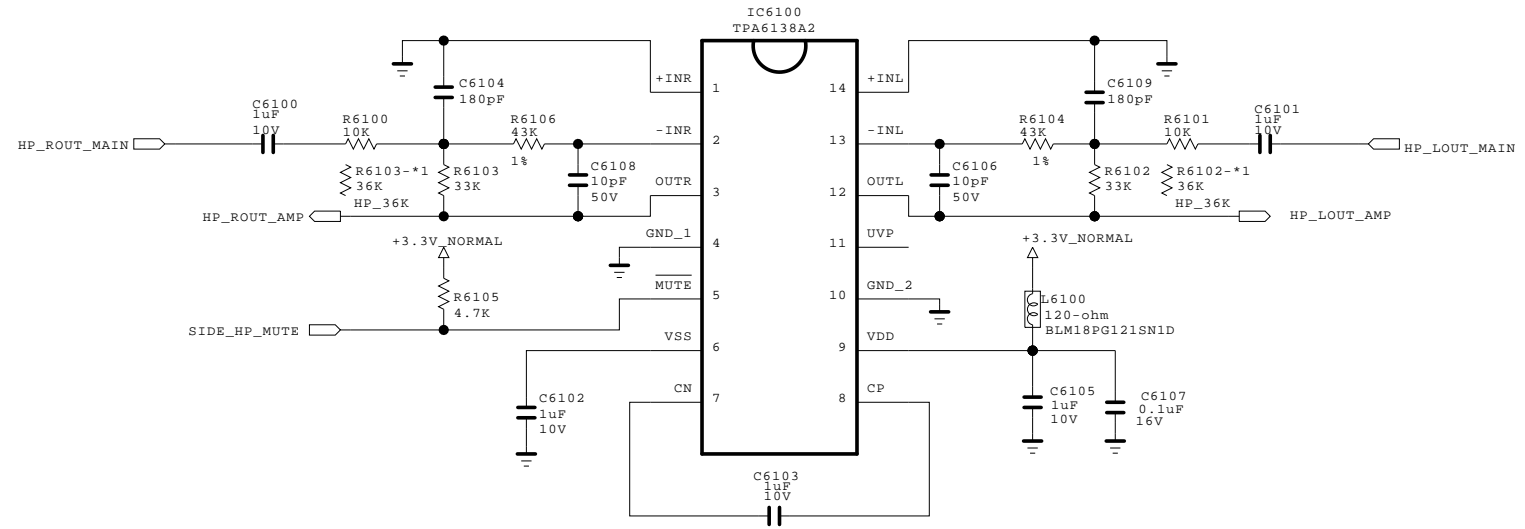 IC6100
TPA6138A2
C6104
180pF
C6100
1uF
10V
R6100
10K
R6106
43K
1%
HP_ROUT_MAIN
R6103-*1
36K
HP_36K
R6103
33K
C6108
10pF
50V
HP_ROUT_AMP
+3.3V_NORMAL
R6105
4.7K
SIDE_HP_MUTE
C6102
1uF
10V
+INR
1
-INR
2
OUTR
3
GND_1
4
MUTE
5
VSS
6
CN
7
14
+INL
13
-INL
12
OUTL
11
UVP
10
GND_2
9
VDD
8
CP
C6103
1uF
10V
C6109
180pF
R6104
43K
1%
R6101
10K
C6101
1uF
10V
HP_LOUT_MAIN
C6106
10pF
50V
R6102
33K
R6102-*1
36K
HP_36K
HP_LOUT_AMP
+3.3V_NORMAL
L6100
120-ohm
BLM18PG121SN1D
C6105
1uF
10V
C6107
0.1uF
16V